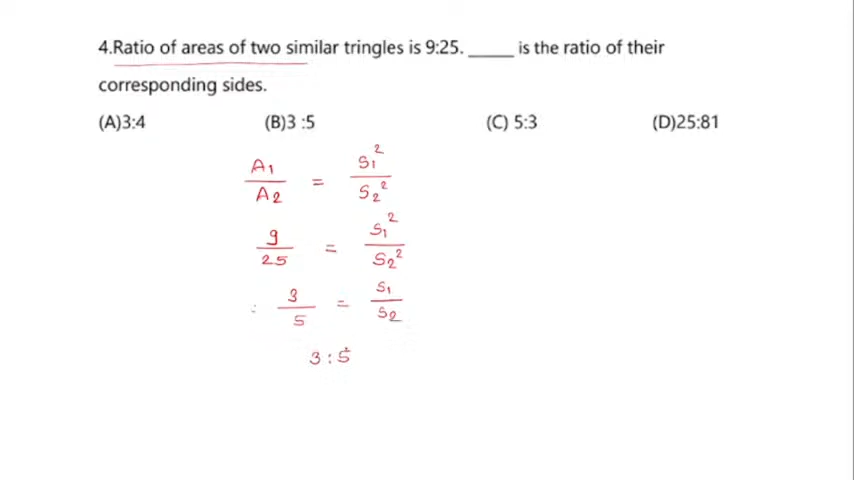 4.Ratio of areas of two similar tringles is 9:25. _____ is the ratio of their
corresponding sides.
(A)3:4 (B)3 :5 (C) 5:3 (D)25:81
A₁/A₂ = S₁²/S₂²
9/25 = S₁²/S₂²
3/5 = S₁/S₂
3 : 5